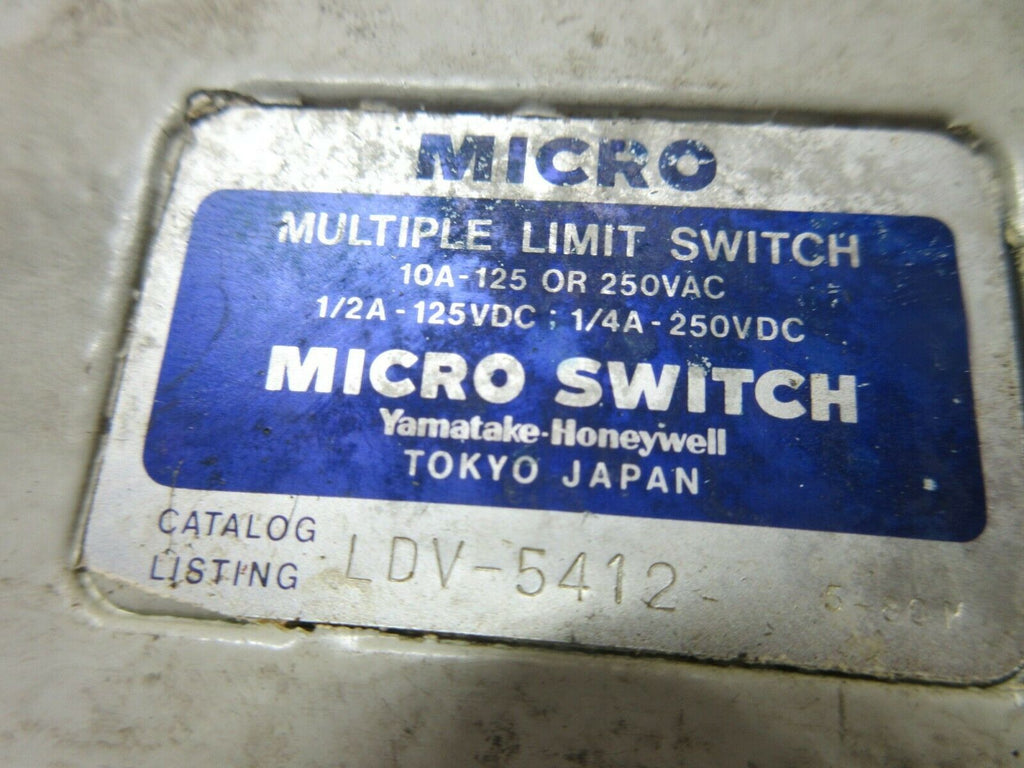 MICRO
MULTIPLE LIMIT SWITCH
10A-125 OR 250VAC
1/2A-125VDC; 1/4A-250VDC
MICRO SWITCH
Yamatake-Honeywell
TOKYO JAPAN
CATALOG
LISTING LDV-5412-